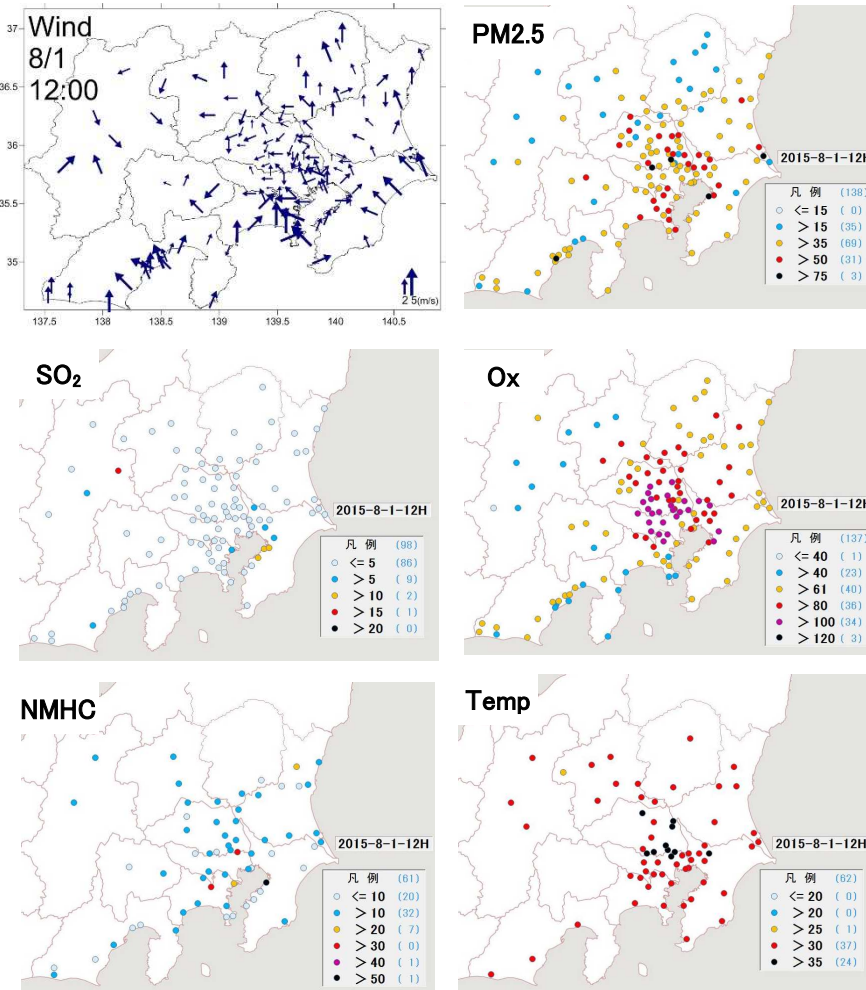 Wind
8/1
12:00
37
36.5
36
35.5
35
137.5 138 138.5 139 139.5 140 140.5
2 5(m/s)
PM2.5
2015-8-1-12H
凡 例 (138)
<= 15 ( 0)
> 15 (35)
> 35 (69)
> 50 (31)
> 75 ( 3)
SO₂
2015-8-1-12H
凡 例 (98)
<= 5 (86)
> 5 ( 9)
> 10 ( 2)
> 15 ( 1)
> 20 ( 0)
Ox
2015-8-1-12H
凡 例 (137)
<= 40 ( 1)
> 40 (23)
> 61 (40)
> 80 (36)
> 100 (34)
> 120 ( 3)
NMHC
2015-8-1-12H
凡 例 (61)
<= 10 (20)
> 10 (32)
> 20 ( 7)
> 30 ( 0)
> 40 ( 1)
> 50 ( 1)
Temp
2015-8-1-12H
凡 例 (62)
<= 20 ( 0)
> 20 ( 0)
> 25 ( 1)
> 30 (37)
> 35 (24)